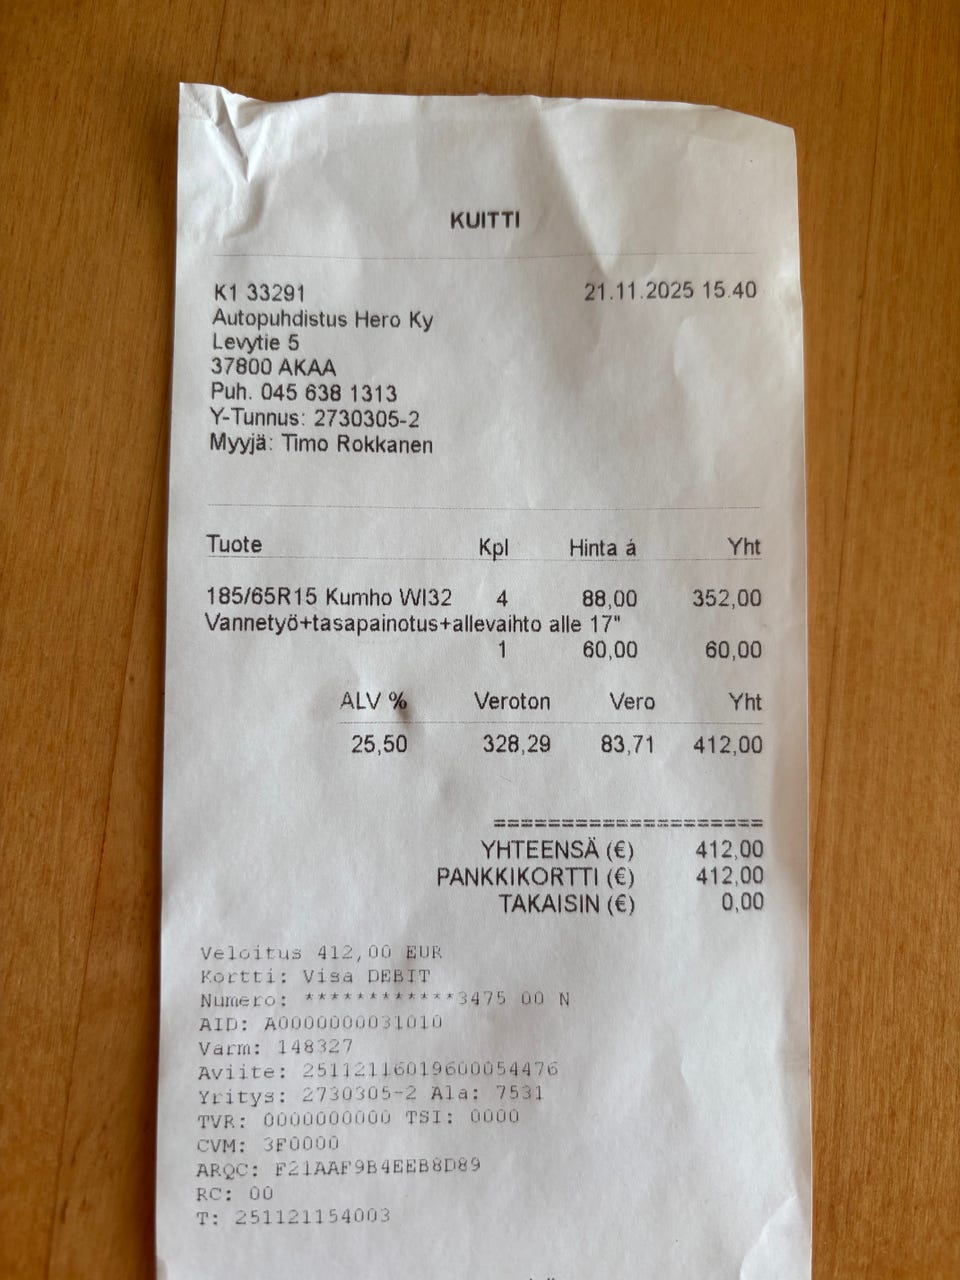 KUITTI
K1 33291 21.11.2025 15.40
Autopuhdistus Hero Ky
Levytie 5
37800 AKAA
Puh. 045 638 1313
Y-Tunnus: 2730305-2
Myyjä: Timo Rokkanen
Tuote Kpl Hinta á Yht
185/65R15 Kumho WI32 4 88,00 352,00
Vannetyö+tasapainotus+allevaihto alle 17"
1 60,00 60,00
ALV % Veroton Vero Yht
25,50 328,29 83,71 412,00
==================== 
YHTEENSÄ (€) 412,00
PANKKIKORTTI (€) 412,00
TAKAISIN (€) 0,00
Veloitus 412,00 EUR
Kortti: Visa DEBIT
Numero: ************3475 00 N
AID: A0000000031010
Varm: 148327
Aviite: 25112116019600054476
Yritys: 2730305-2 Ala: 7531
TVR: 0000000000 TSI: 0000
CVM: 3F0000
ARQC: F21AAF9B4EEB8D89
RC: 00
T: 251121154003